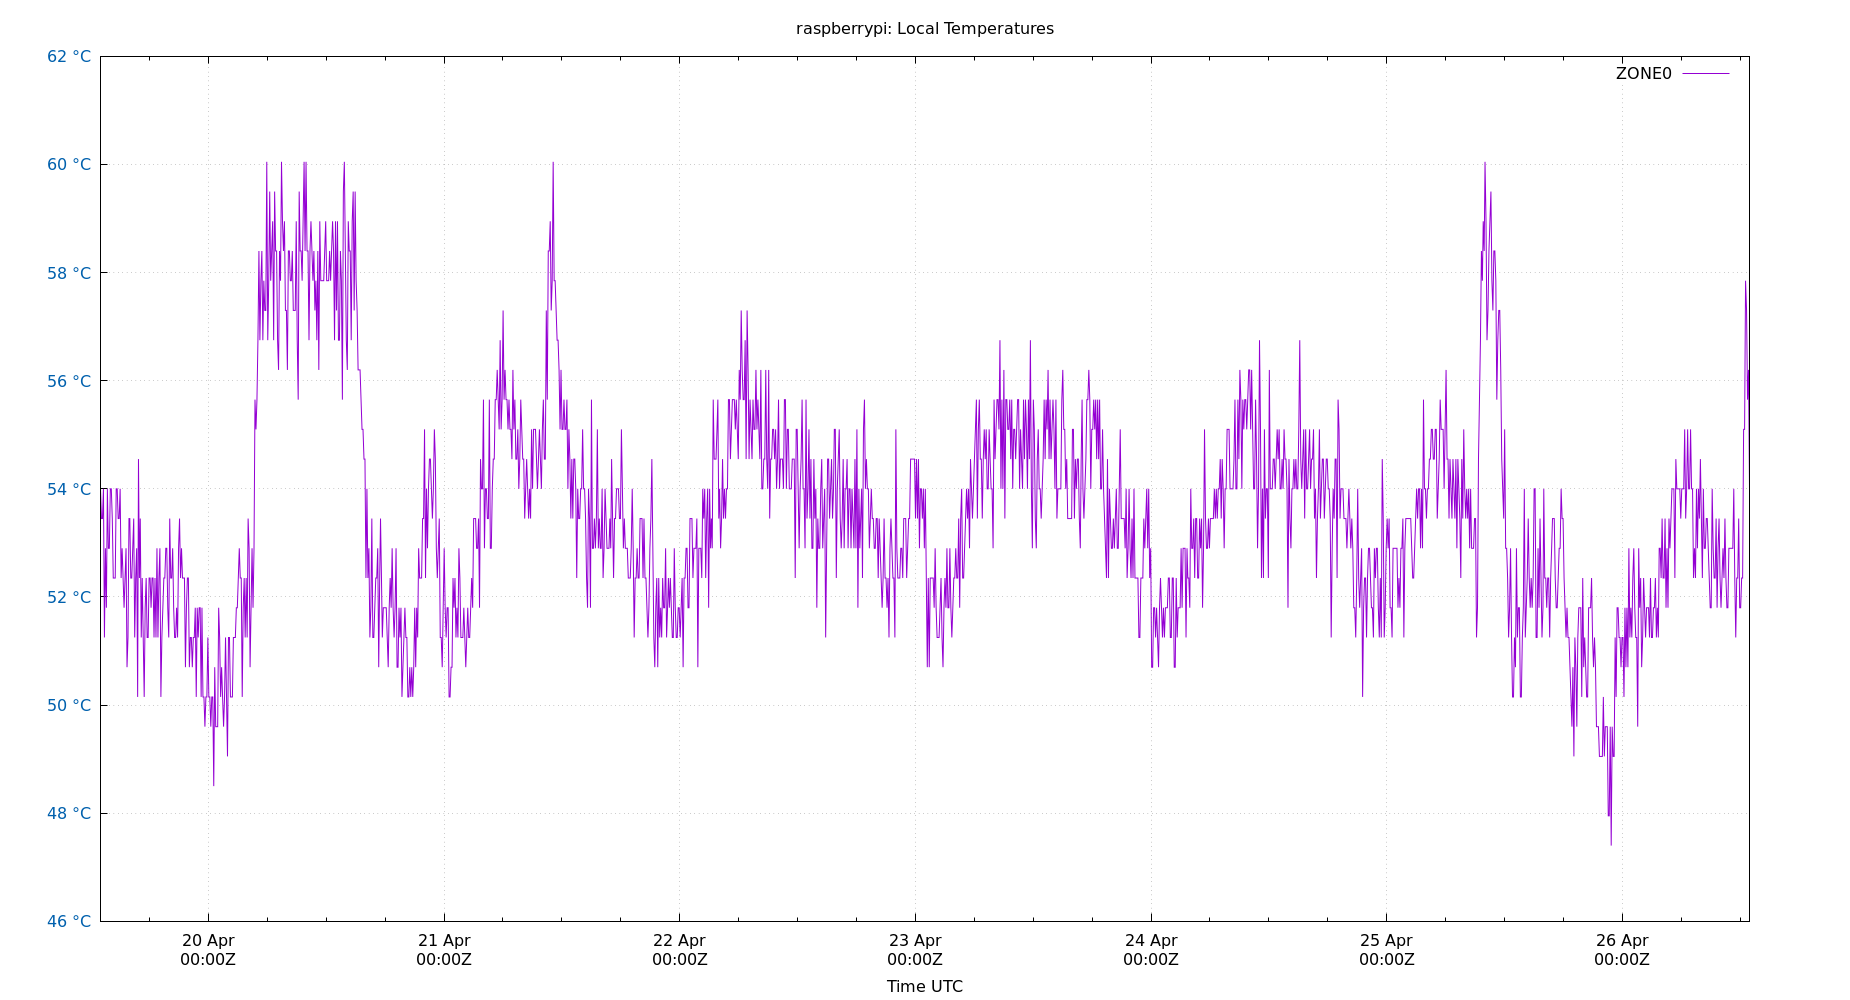 raspberrypi: Local Temperatures
62 °C
ZONE0
60 °C
58 °C
56 °C
54 °C
52 °C
50 °C
48 °C
46 °C
20 Apr 21 Apr 22 Apr 23 Apr 24 Apr 25 Apr 26 Apr
00:00Z 00:00Z 00:00Z 00:00Z 00:00Z 00:00Z 00:00Z
Time UTC